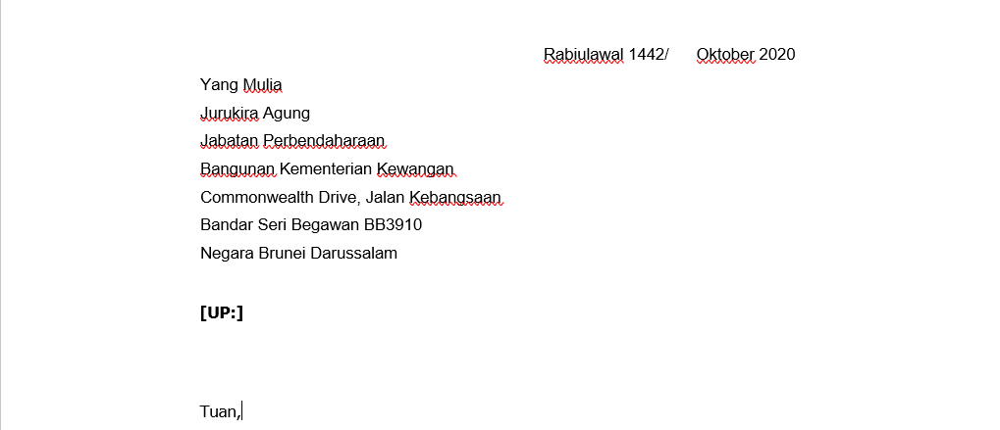 Rabiulawal 1442/ Oktober 2020
Yang Mulia
Jurukira Agung
Jabatan Perbendaharaan
Bangunan Kementerian Kewangan
Commonwealth Drive, Jalan Kebangsaan
Bandar Seri Begawan BB3910
Negara Brunei Darussalam
[UP:]
Tuan,